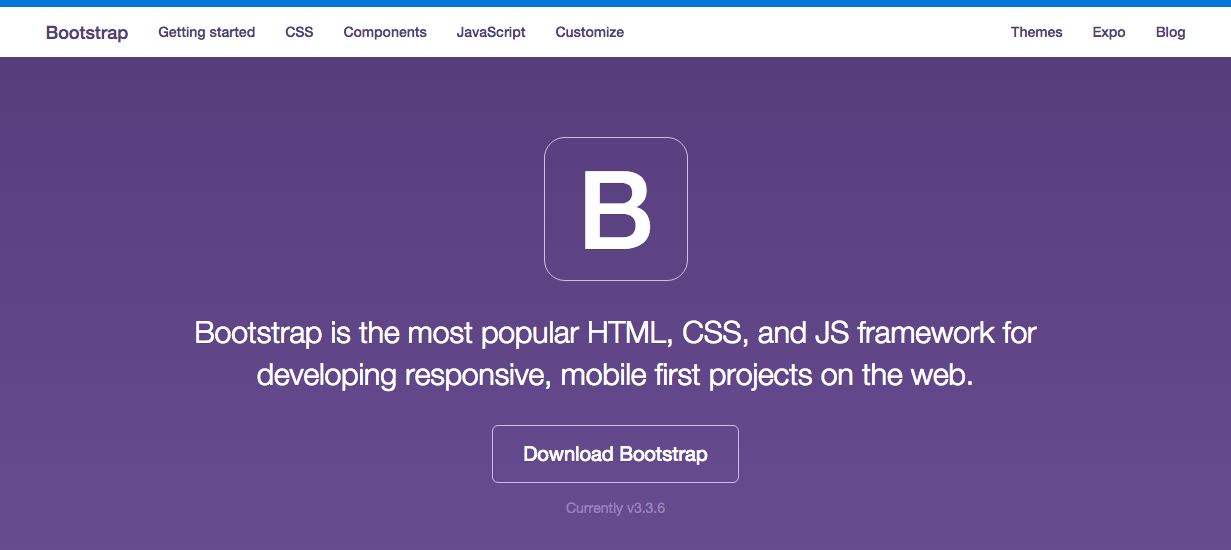 Bootstrap Getting started CSS Components JavaScript Customize Themes Expo Blog
B
Bootstrap is the most popular HTML, CSS, and JS framework for
developing responsive, mobile first projects on the web.
Download Bootstrap
Currently v3.3.6